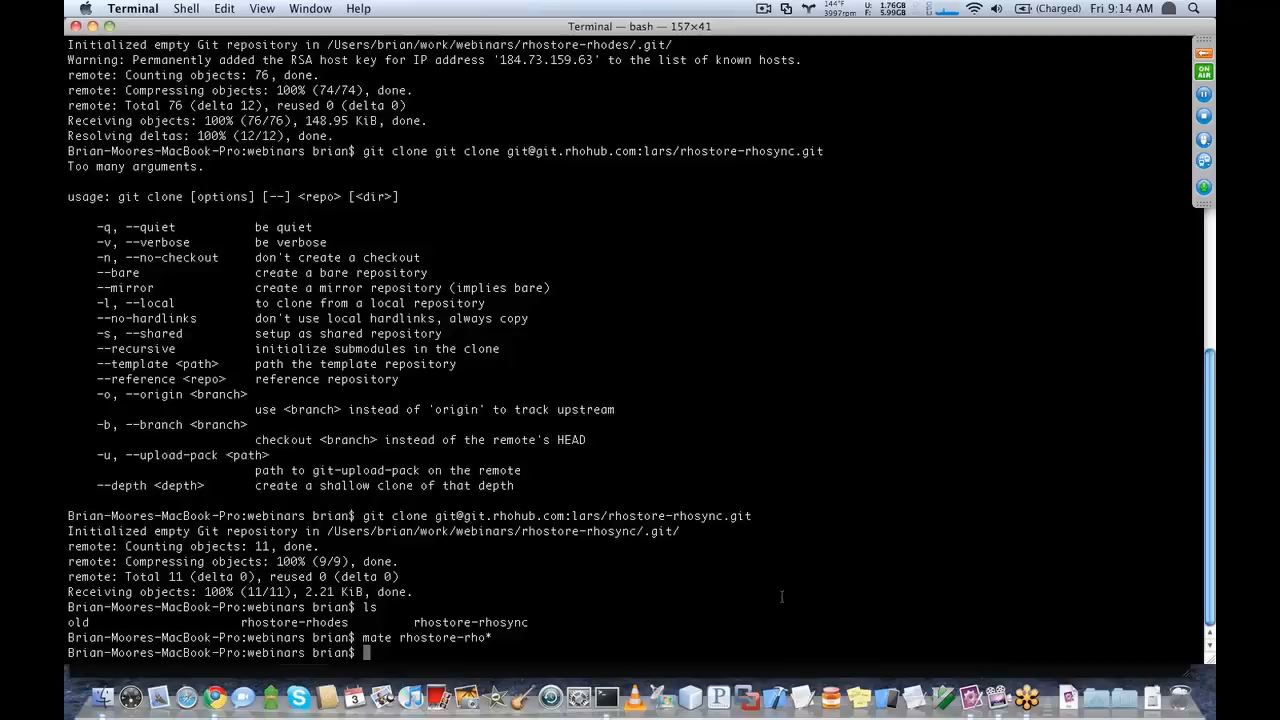 Terminal Shell Edit View Window Help 144°F 3997rpm U: 1.76GB F: 5.99GB (Charged) Fri 9:14 AM
Terminal — bash — 157×41
Initialized empty Git repository in /Users/brian/work/webinars/rhostore-rhodes/.git/
Warning: Permanently added the RSA host key for IP address '184.73.159.63' to the list of known hosts.
remote: Counting objects: 76, done.
remote: Compressing objects: 100% (74/74), done.
remote: Total 76 (delta 12), reused 0 (delta 0)
Receiving objects: 100% (76/76), 148.95 KiB, done.
Resolving deltas: 100% (12/12), done.
Brian-Moores-MacBook-Pro:webinars brian$ git clone git clone git@git.rhohub.com:lars/rhostore-rhosync.git
Too many arguments.
usage: git clone [options] [--] <repo> [<dir>]
-q, --quiet be quiet
-v, --verbose be verbose
-n, --no-checkout don't create a checkout
--bare create a bare repository
--mirror create a mirror repository (implies bare)
-l, --local to clone from a local repository
--no-hardlinks don't use local hardlinks, always copy
-s, --shared setup as shared repository
--recursive initialize submodules in the clone
--template <path> path the template repository
--reference <repo> reference repository
-o, --origin <branch>
use <branch> instead of 'origin' to track upstream
-b, --branch <branch>
checkout <branch> instead of the remote's HEAD
-u, --upload-pack <path>
path to git-upload-pack on the remote
--depth <depth> create a shallow clone of that depth
Brian-Moores-MacBook-Pro:webinars brian$ git clone git@git.rhohub.com:lars/rhostore-rhosync.git
Initialized empty Git repository in /Users/brian/work/webinars/rhostore-rhosync/.git/
remote: Counting objects: 11, done.
remote: Compressing objects: 100% (9/9), done.
remote: Total 11 (delta 0), reused 0 (delta 0)
Receiving objects: 100% (11/11), 2.21 KiB, done.
Brian-Moores-MacBook-Pro:webinars brian$ ls
old rhostore-rhodes rhostore-rhosync
Brian-Moores-MacBook-Pro:webinars brian$ mate rhostore-rho*
Brian-Moores-MacBook-Pro:webinars brian$
ON AIR